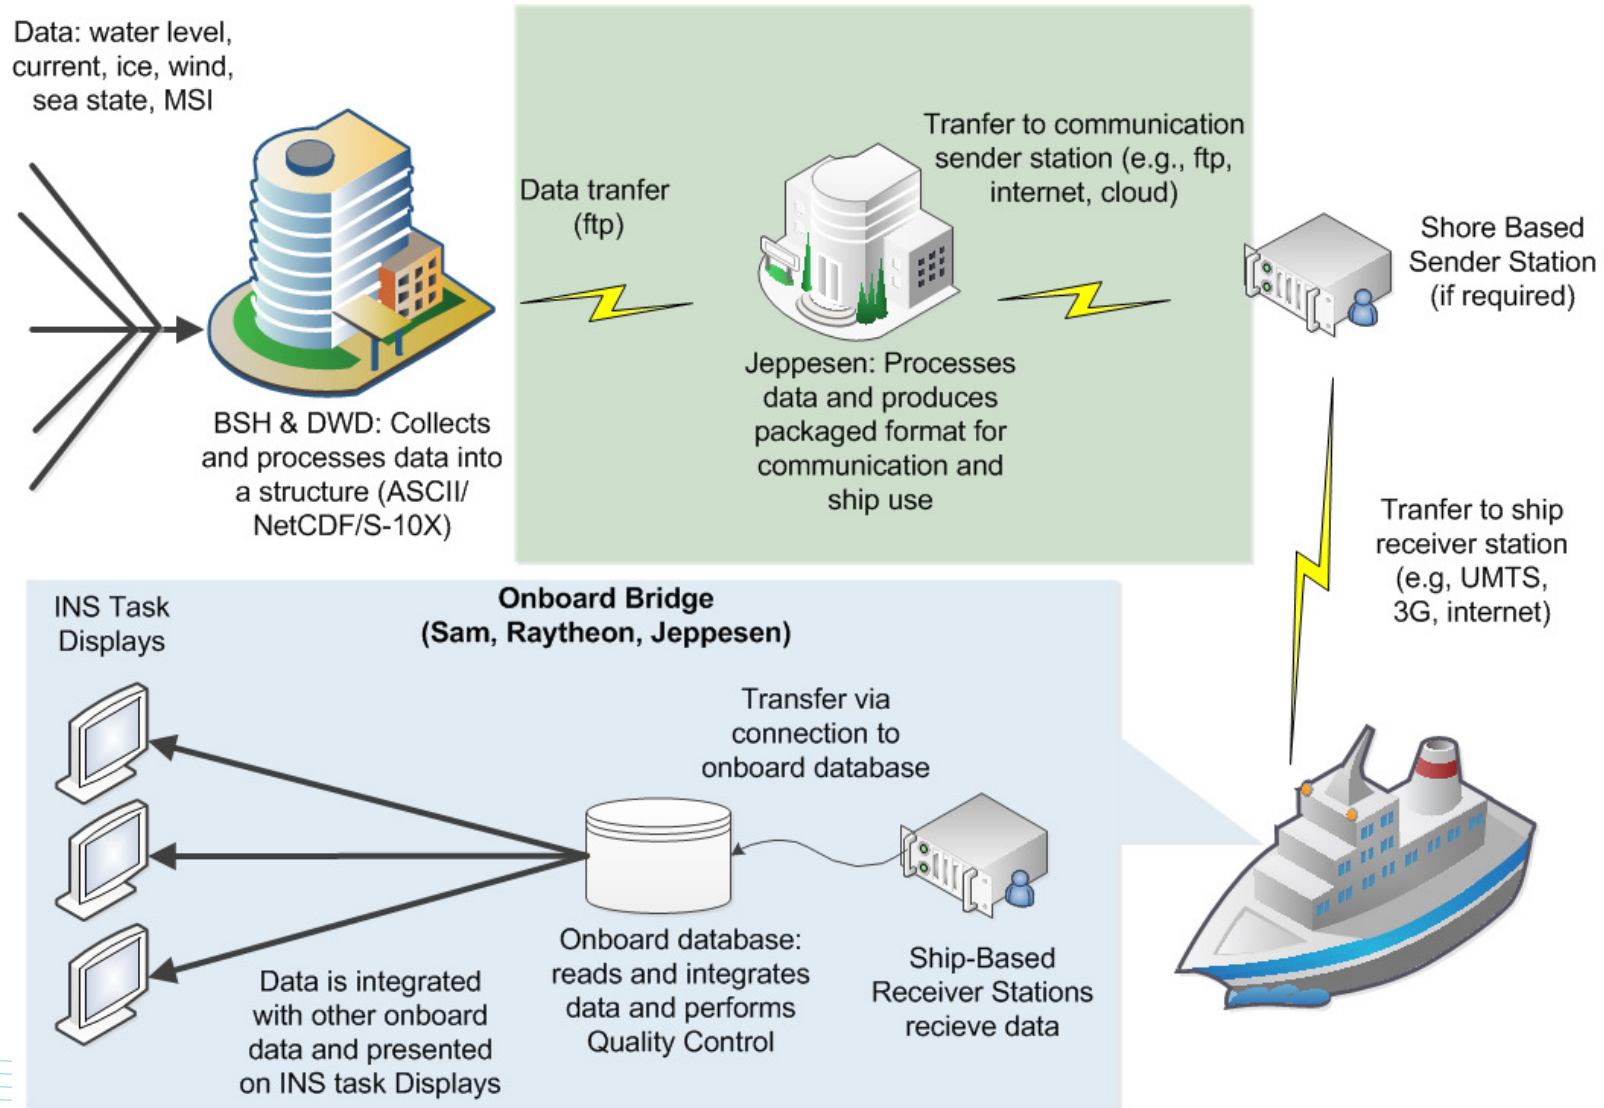 Data: water level,
current, ice, wind,
sea state, MSI
BSH & DWD: Collects
and processes data into
a structure (ASCII/
NetCDF/S-10X)
Data tranfer
(ftp)
Jeppesen: Processes
data and produces
packaged format for
communication and
ship use
Tranfer to communication
sender station (e.g., ftp,
internet, cloud)
Shore Based
Sender Station
(if required)
Tranfer to ship
receiver station
(e.g, UMTS,
3G, internet)
Onboard Bridge
(Sam, Raytheon, Jeppesen)
INS Task
Displays
Transfer via
connection to
onboard database
Ship-Based
Receiver Stations
recieve data
Onboard database:
reads and integrates
data and performs
Quality Control
Data is integrated
with other onboard
data and presented
on INS task Displays